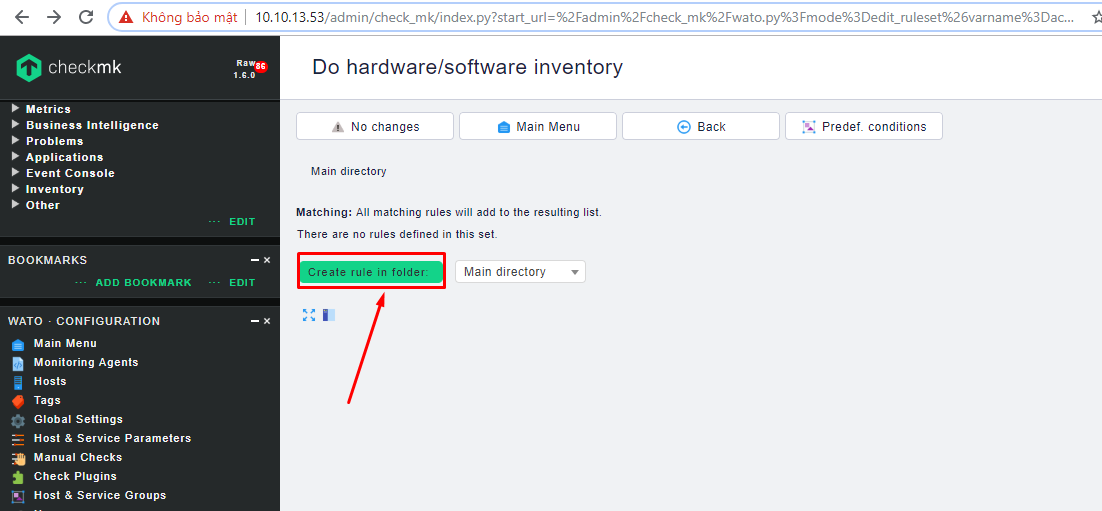 Không bảo mật 10.10.13.53/admin/check_mk/index.py?start_url=%2Fadmin%2Fcheck_mk%2Fwato.py%3Fmode%3Dedit_ruleset%26varname%3Dac...
checkmk
Raw
86
1.6.0
Do hardware/software inventory
Metrics
Business Intelligence
Problems
Applications
Event Console
Inventory
Other
··· EDIT
BOOKMARKS
··· ADD BOOKMARK ··· EDIT
WATO · CONFIGURATION
Main Menu
Monitoring Agents
Hosts
Tags
Global Settings
Host & Service Parameters
Manual Checks
Check Plugins
Host & Service Groups
No changes Main Menu Back Predef. conditions
Main directory
Matching: All matching rules will add to the resulting list.
There are no rules defined in this set.
Create rule in folder: Main directory